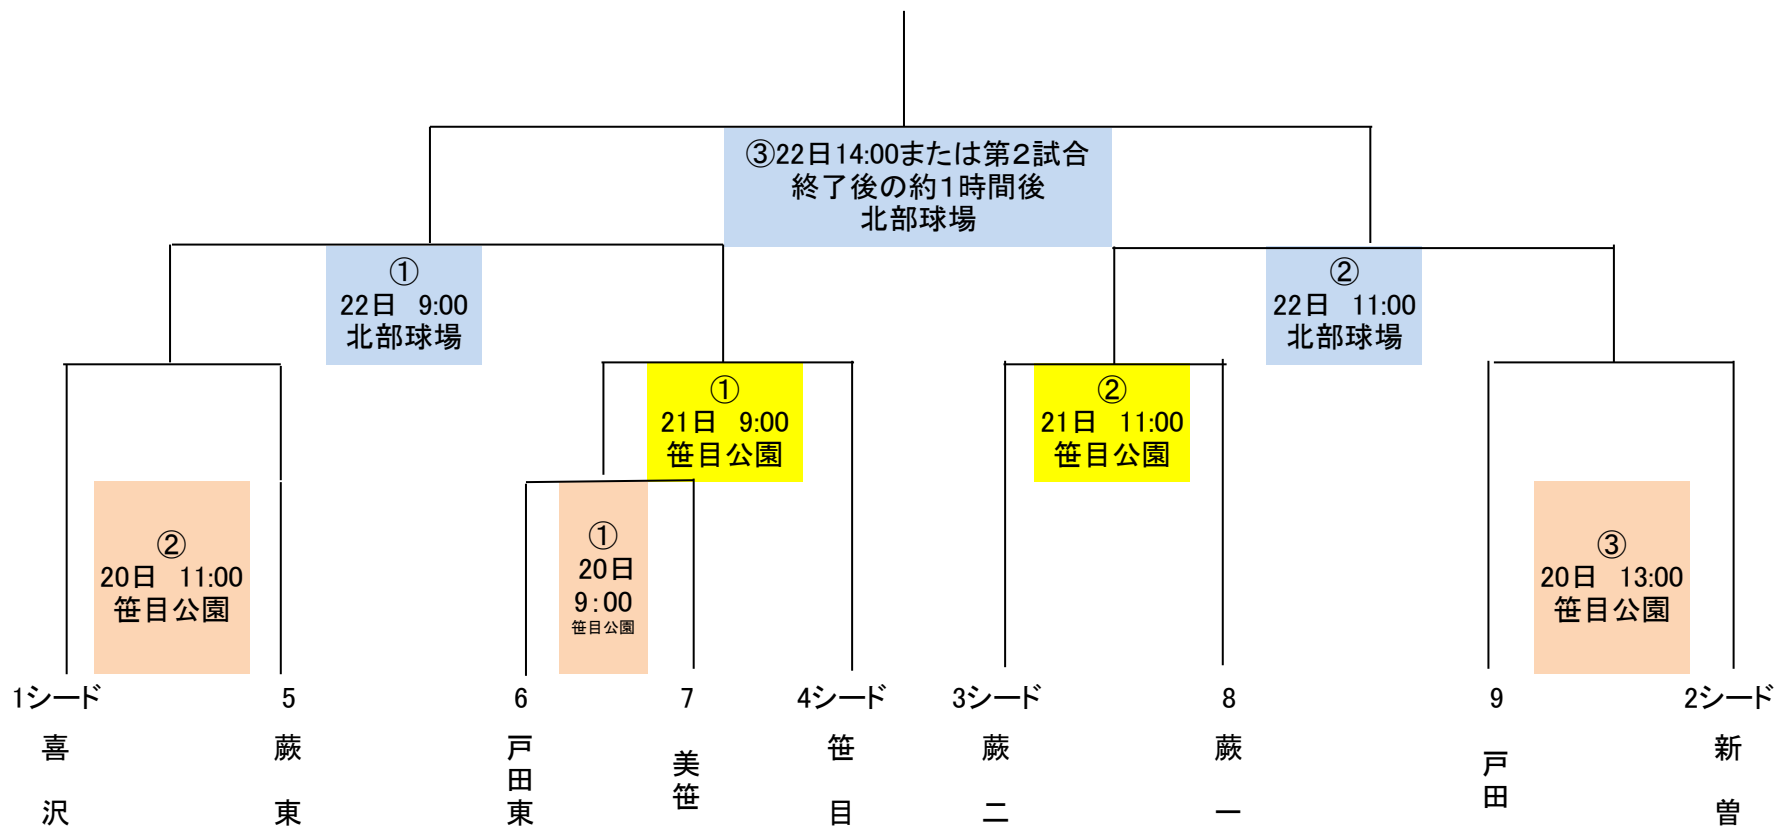 ③22日14:00または第2試合
終了後の約1時間後
北部球場
①
22日 9:00
北部球場
②
22日 11:00
北部球場
①
21日 9:00
笹目公園
②
21日 11:00
笹目公園
②
20日 11:00
笹目公園
①
20日
9:00
笹目公園
③
20日 13:00
笹目公園
1シード 5 6 7 4シード 3シード 8 9 2シード
喜沢
蕨東
戸田東
美笹
笹目
蕨二
蕨一
戸田
新曽